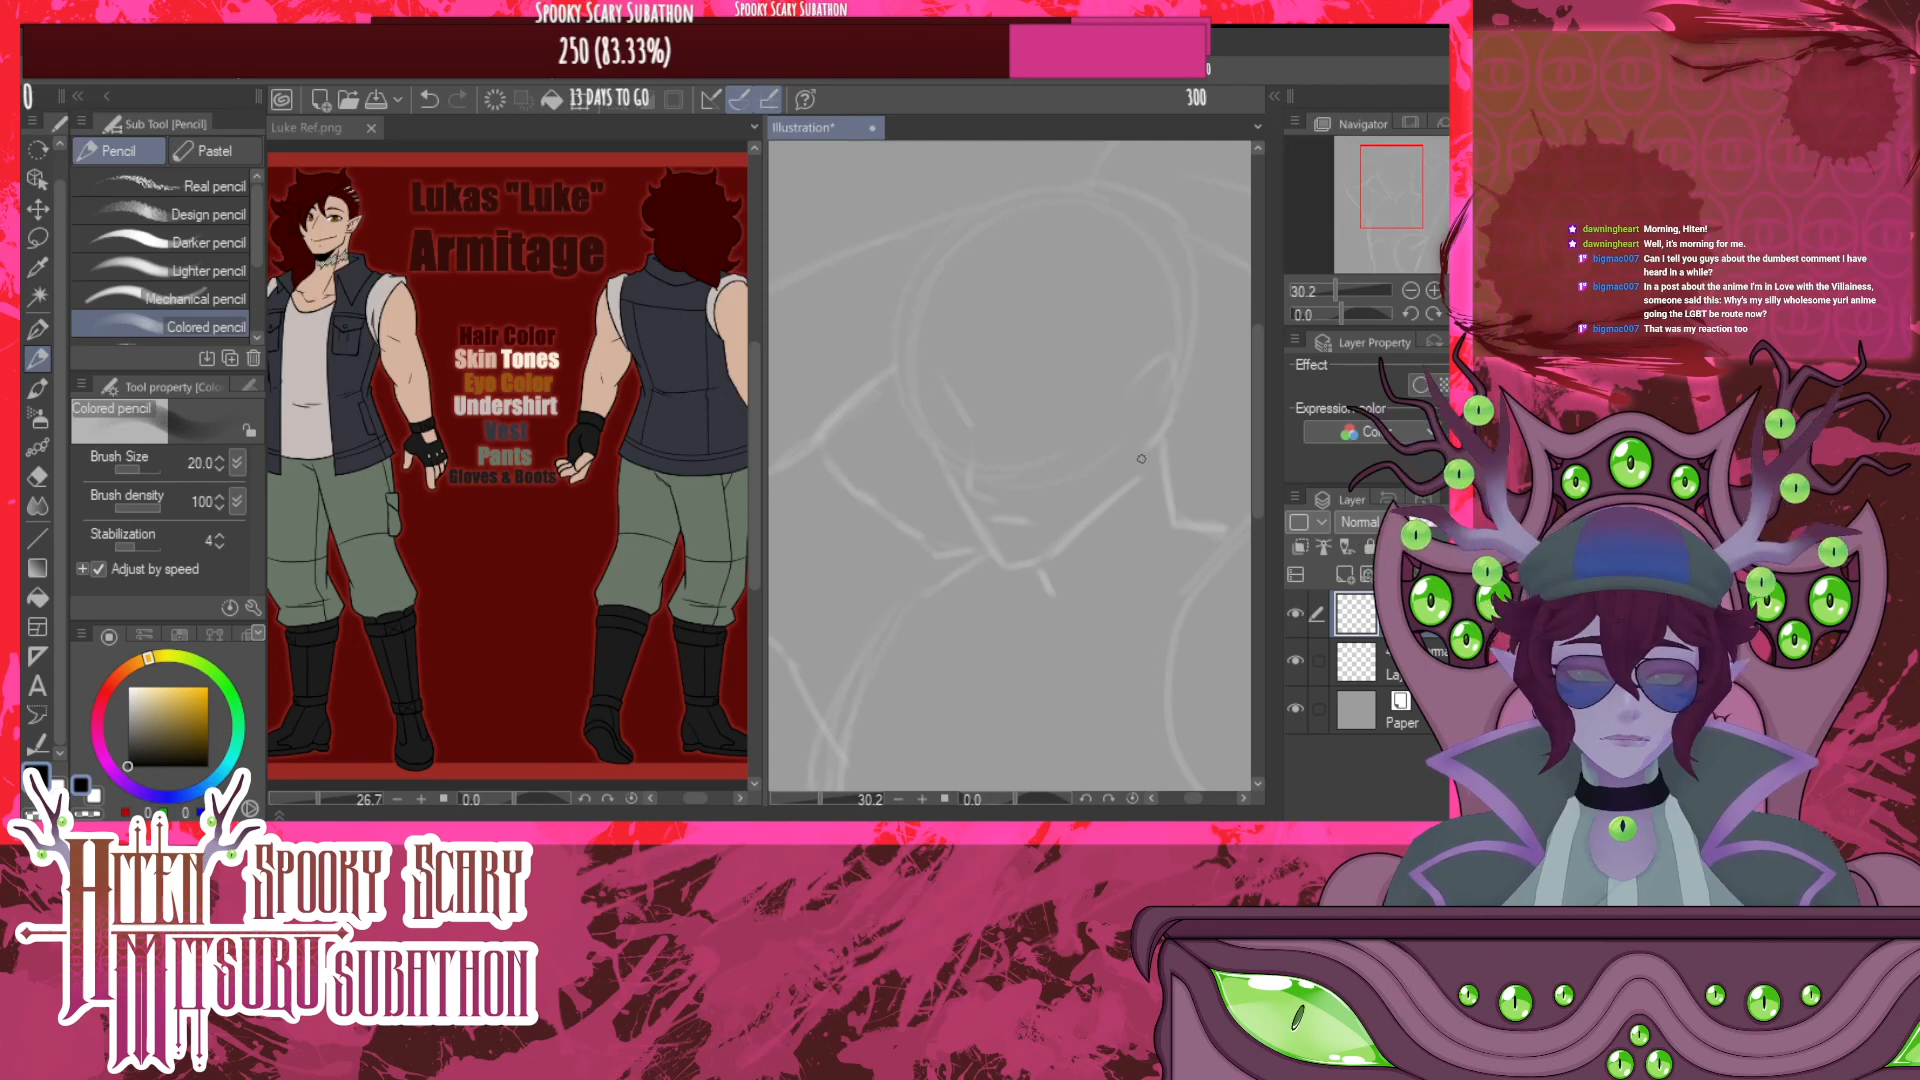 Spooky Scary Subathon
Spooky Scary Subathon
250 (83.33%)
0
13 days to go
300
Sub Tool [Pencil]
Luke Ref.png
Illustration*
Navigator
Pencil
Pastel
Real pencil
Design pencil
Darker pencil
Lighter pencil
Mechanical pencil
Colored pencil
Tool property [Colo
Colored pencil
Brush Size
20.0
Brush density
100
Stabilization
4
Adjust by speed
Lukas "Luke"
Armitage
Hair Color
Skin Tones
Eye Color
Undershirt
Vest
Pants
Gloves & Boots
26.7
0.0
30.2
0.0
30.2
0.0
Layer Property
Effect
Expression color
Layer
Normal
Paper
dawningheart Morning, Hiten!
dawningheart Well, it's morning for me.
bigmac007 Can I tell you guys about the dumbest comment I have
heard in a while?
bigmac007 In a post about the anime I'm in Love with the Villainess,
someone said this: Why's my silly wholesome yuri anime
going the LGBT be route now?
bigmac007 That was my reaction too
Hiten
Mitsuru
Spooky Scary
Subathon